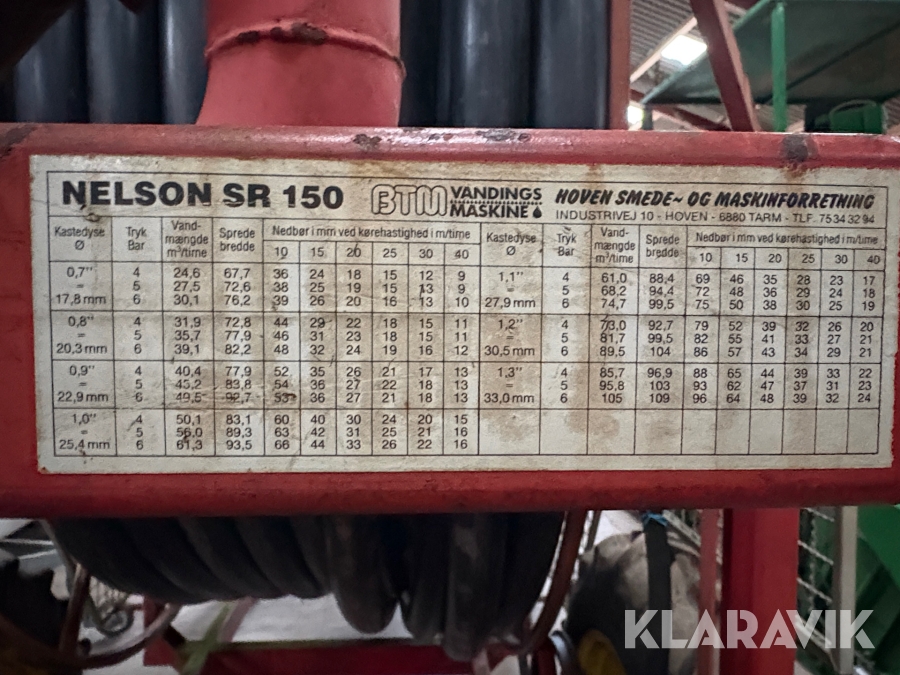 NELSON SR 150 BTM VANDINGS MASKINE HOVEN SMEDE- OG MASKINFORRETNING
INDUSTRIVEJ 10 - HOVEN - 6880 TARM - TLF. 75 34 32 94
Kastedyse Ø Tryk Bar Vand-mængde m³/time Sprede bredde Nedbør i mm ved kørehastighed i m/time Kastedyse Ø Tryk Bar Vand-mængde m³/time Sprede bredde Nedbør i mm ved kørehastighed i m/time
10 15 20 25 30 40 10 15 20 25 30 40
0,7" 4 24,6 67,7 36 24 18 15 12 9 1,1" 4 61,0 88,4 69 46 35 28 23 17
= 5 27,5 72,6 38 25 19 15 13 9 = 5 68,2 94,4 72 48 36 29 24 18
17,8 mm 6 30,1 76,2 39 26 20 16 13 10 27,9 mm 6 74,7 99,5 75 50 38 30 25 19
0,8" 4 31,9 72,8 44 29 22 18 15 11 1,2" 4 73,0 92,7 79 52 39 32 26 20
= 5 35,7 77,9 46 31 23 18 15 11 = 5 81,7 99,5 82 55 41 33 27 21
20,3 mm 6 39,1 82,2 48 32 24 19 16 12 30,5 mm 6 89,5 104 86 57 43 34 29 21
0,9" 4 40,4 77,9 52 35 26 21 17 13 1,3" 4 85,7 96,9 88 65 44 39 33 22
= 5 45,2 83,8 54 36 27 22 18 13 = 5 95,8 103 93 62 47 37 31 23
22,9 mm 6 49,5 92,7 53 36 27 21 18 13 33,0 mm 6 105 109 96 64 48 39 32 24
1,0" 4 50,1 83,1 60 40 30 24 20 15
= 5 56,0 89,3 63 42 31 25 21 16
25,4 mm 6 61,3 93,5 66 44 33 26 22 16
KLARAVIK